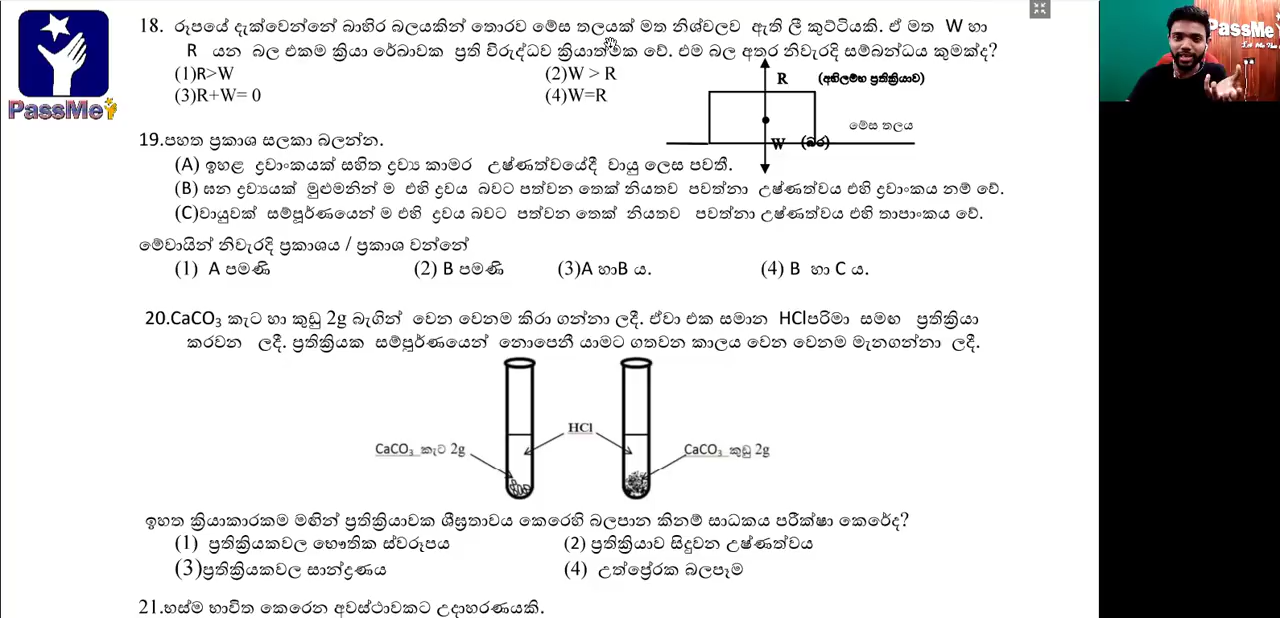 18. රූපයේ දැක්වෙන්නේ බාහිර බලයකින් තොරව මේස තලයක් මත නිශ්චලව ඇති ලී කුට්ටියකි. ඒ මත W හා
R යන බල එකම ක්‍රියා රේඛාවක ප්‍රති විරුද්ධව ක්‍රියාත්මක වේ. එම බල අතර නිවැරදි සම්බන්ධය කුමක්ද?
(1)R>W (2)W > R
(3)R+W= 0 (4)W=R
R (අභිලම්භ ප්‍රතික්‍රියාව)
මේස තලය
W (බර)
PassMe
19.පහත ප්‍රකාශ සලකා බලන්න.
(A) ඉහළ ද්‍රවාංකයක් සහිත ද්‍රව්‍ය කාමර උෂ්ණත්වයේදී වායු ලෙස පවතී.
(B) ඝන ද්‍රව්‍යයක් මුළුමනින් ම එහි ද්‍රවය බවට පත්වන තෙක් නියතව පවත්නා උෂ්ණත්වය එහි ද්‍රවාංකය නම් වේ.
(C)වායුවක් සම්පූර්ණයෙන් ම එහි ද්‍රවය බවට පත්වන තෙක් නියතව පවත්නා උෂ්ණත්වය එහි තාපාංකය වේ.
මේවායින් නිවැරදි ප්‍රකාශය / ප්‍රකාශ වන්නේ
(1) A පමණි (2) B පමණි (3)A හාB ය. (4) B හා C ය.
20.CaCO₃ කැට හා කුඩු 2g බැගින් වෙන වෙනම කිරා ගන්නා ලදී. ඒවා එක සමාන HClපරිමා සමඟ ප්‍රතික්‍රියා
කරවන ලදී. ප්‍රතික්‍රියක සම්පූර්ණයෙන් නොපෙනී යාමට ගතවන කාලය වෙන වෙනම මැනගන්නා ලදී.
HCl
CaCO₃ කැට 2g CaCO₃ කුඩු 2g
ඉහත ක්‍රියාකාරකම මඟින් ප්‍රතික්‍රියාවක ශීඝ්‍රතාවය කෙරෙහි බලපාන කිනම් සාධකය පරීක්ෂා කෙරේද?
(1) ප්‍රතික්‍රියකවල භෞතික ස්වරූපය (2) ප්‍රතික්‍රියාව සිදුවන උෂ්ණත්වය
(3)ප්‍රතික්‍රියකවල සාන්ද්‍රණය (4) උත්ප්‍රේරක බලපෑම
21.භස්ම භාවිත කෙරෙන අවස්ථාවකට උදාහරණයකි.
PassMe